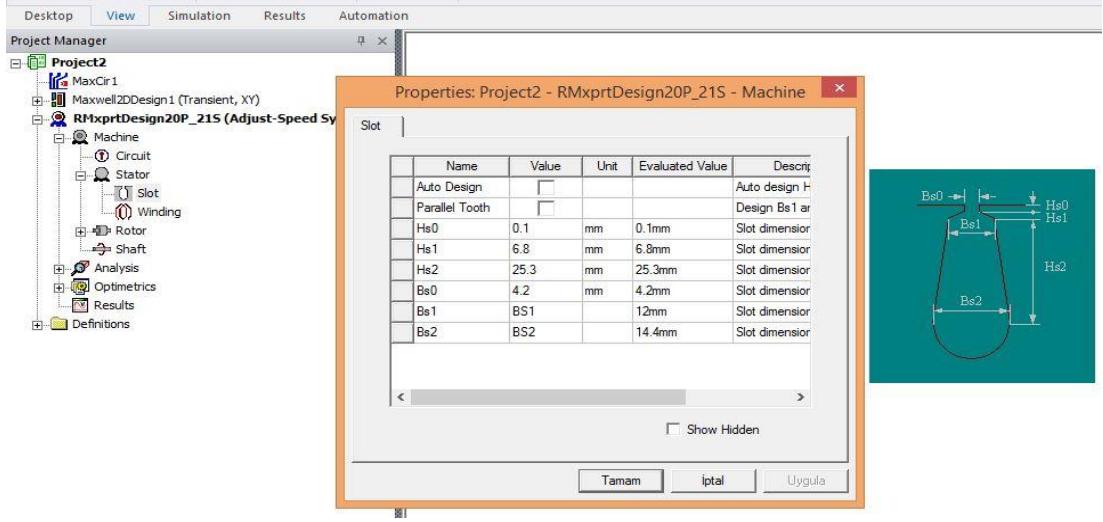 Desktop View Simulation Results Automation
Project Manager
Project2
MaxCir1
Maxwell2DDesign1 (Transient, XY)
RMxprtDesign20P_21S (Adjust-Speed Sy
Machine
Circuit
Stator
Slot
Winding
Rotor
Shaft
Analysis
Optimetrics
Results
Definitions
Properties: Project2 - RMxprtDesign20P_21S - Machine
Slot
Name Value Unit Evaluated Value Descrip
Auto Design Auto design H
Parallel Tooth Design Bs1 ar
Hs0 0.1 mm 0.1mm Slot dimension
Hs1 6.8 mm 6.8mm Slot dimension
Hs2 25.3 mm 25.3mm Slot dimension
Bs0 4.2 mm 4.2mm Slot dimension
Bs1 BS1 12mm Slot dimension
Bs2 BS2 14.4mm Slot dimension
Show Hidden
Tamam İptal Uygula
Bs0 Hs0
Hs1
Bs1
Hs2
Bs2